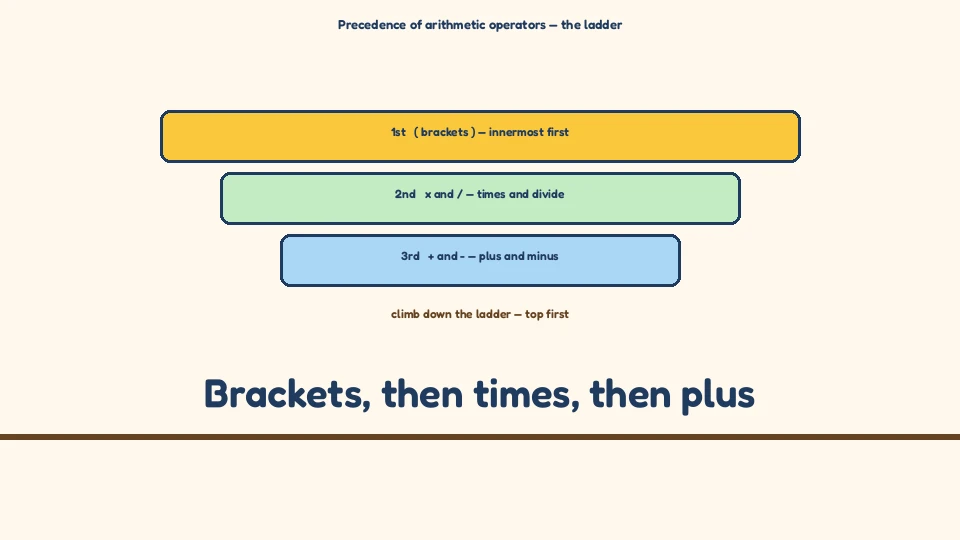 Precedence of arithmetic operators — the ladder
1st ( brackets ) — innermost first
2nd x and / — times and divide
3rd + and - — plus and minus
climb down the ladder — top first
Brackets, then times, then plus